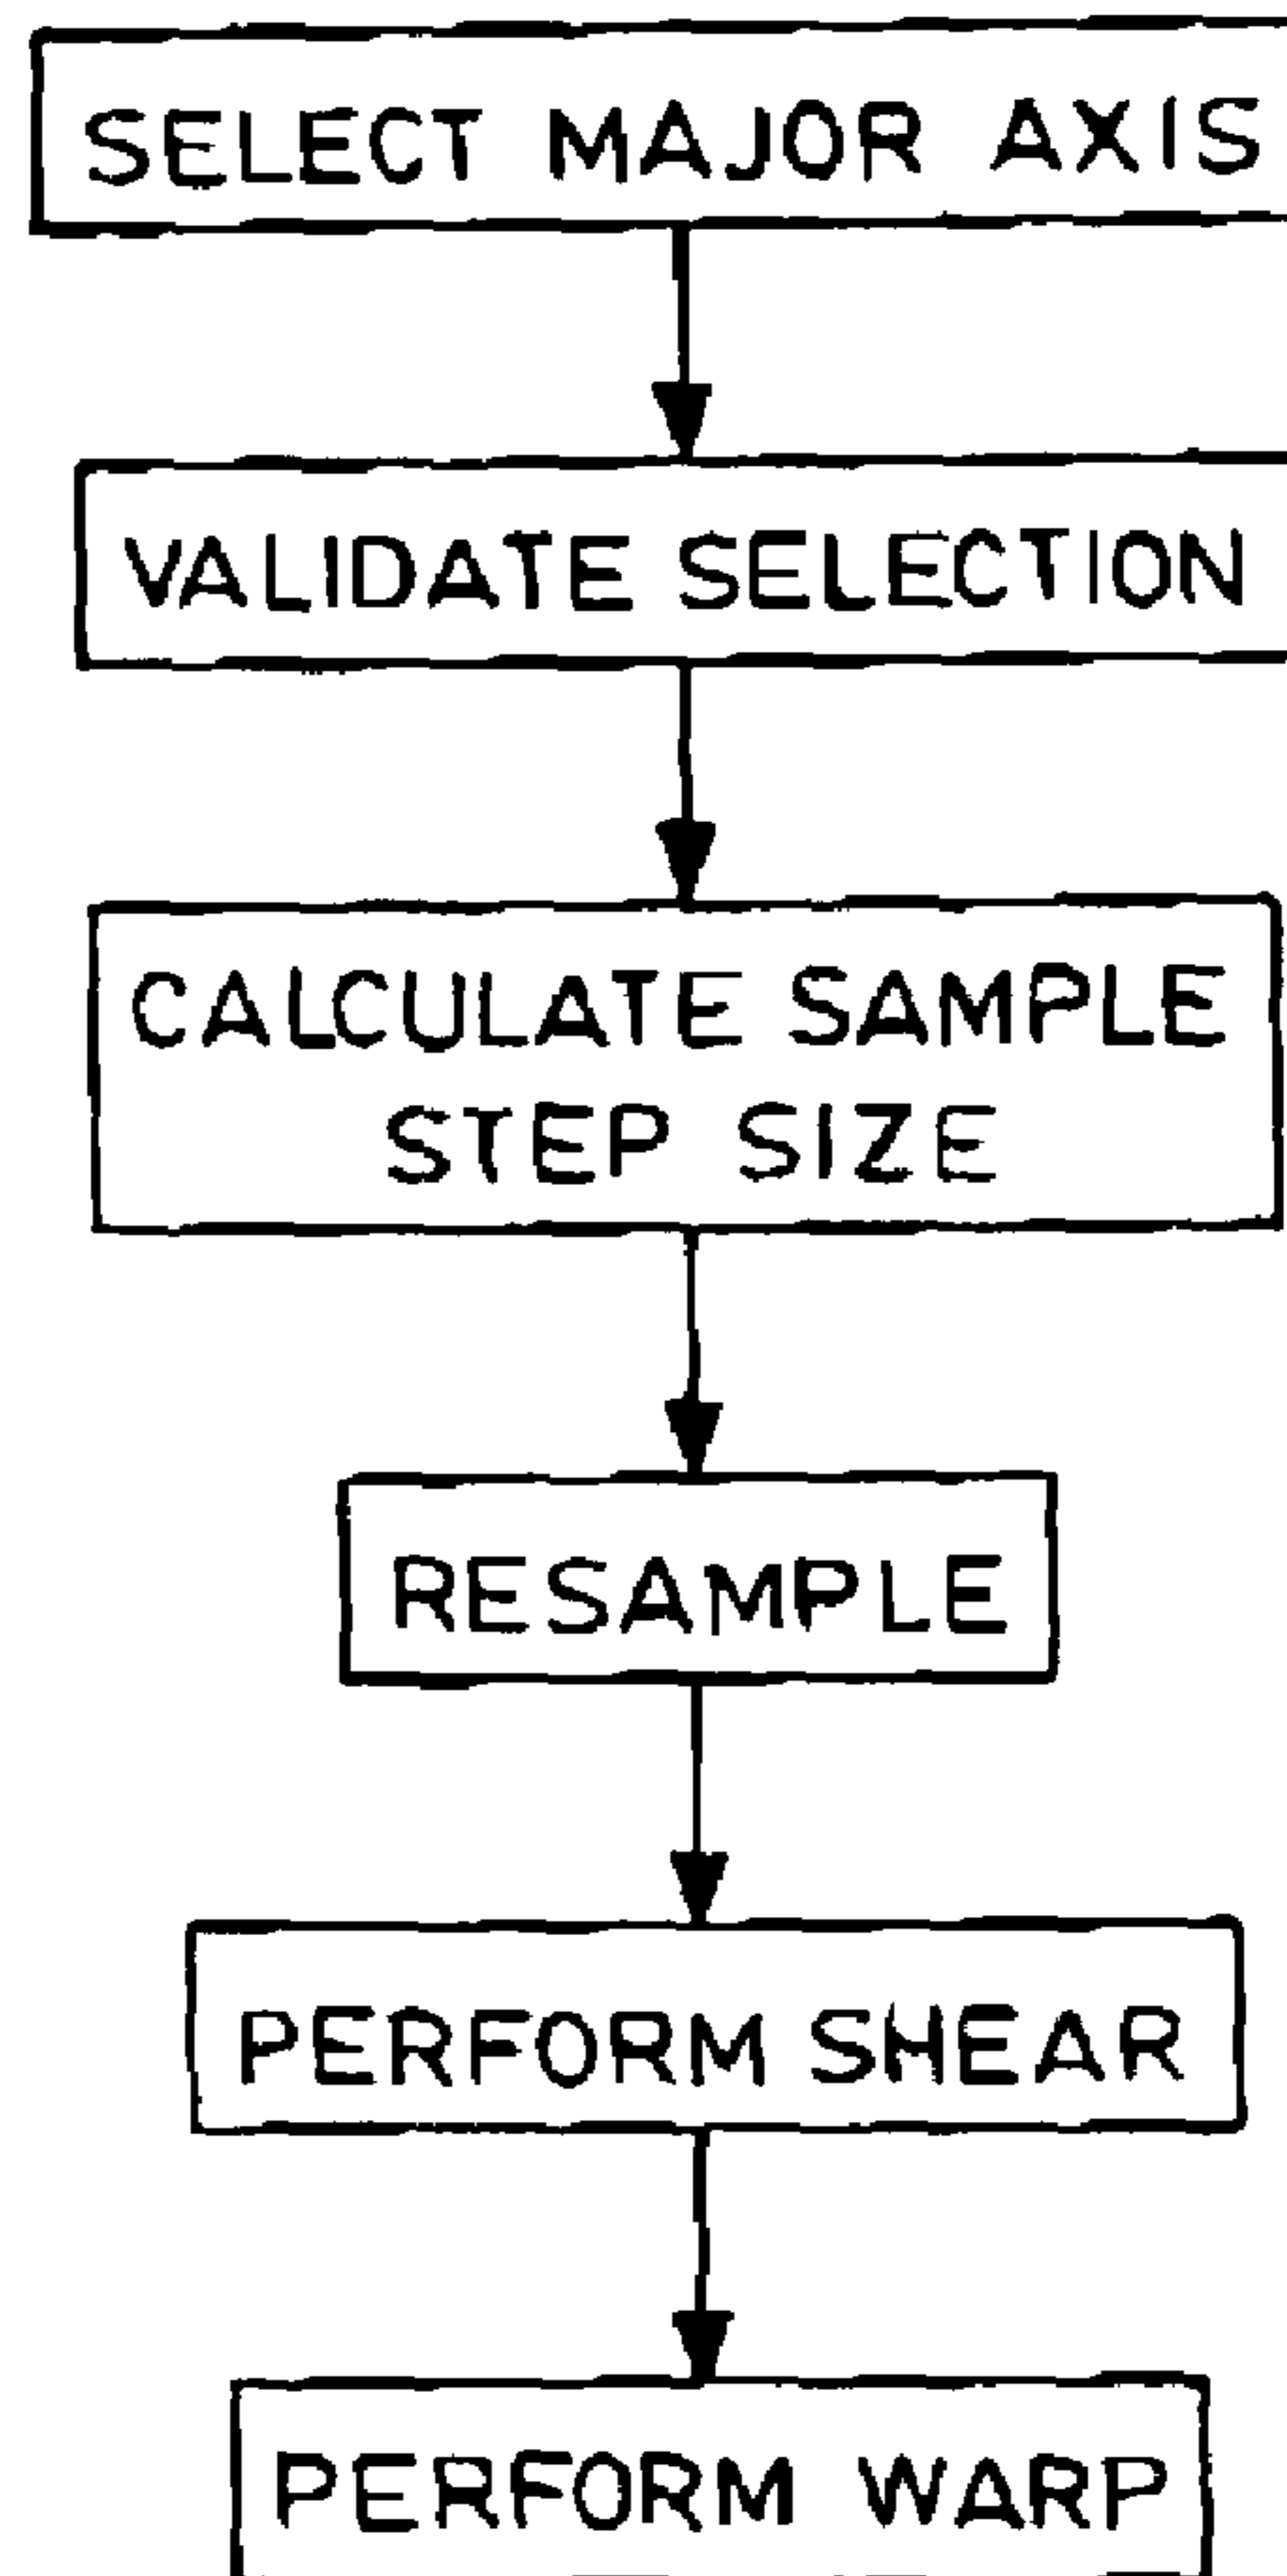 SELECT MAJOR AXIS
VALIDATE SELECTION
CALCULATE SAMPLE
STEP SIZE
RESAMPLE
PERFORM SHEAR
PERFORM WARP